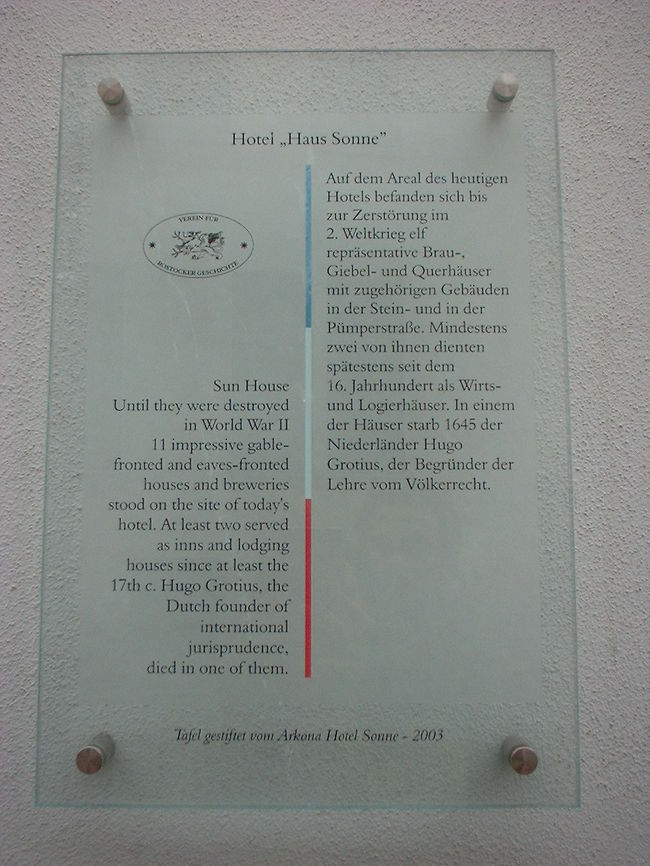 Hotel „Haus Sonne”
VEREIN FÜR
ROSTOCKER GESCHICHTE
Auf dem Areal des heutigen
Hotels befanden sich bis
zur Zerstörung im
2. Weltkrieg elf
repräsentative Brau-,
Giebel- und Querhäuser
mit zugehörigen Gebäuden
in der Stein- und in der
Pümperstraße. Mindestens
zwei von ihnen dienten
spätestens seit dem
16. Jahrhundert als Wirts-
und Logierhäuser. In einem
der Häuser starb 1645 der
Niederländer Hugo
Grotius, der Begründer der
Lehre vom Völkerrecht.
Sun House
Until they were destroyed
in World War II
11 impressive gable-
fronted and eaves-fronted
houses and breweries
stood on the site of today's
hotel. At least two served
as inns and lodging
houses since at least the
17th c. Hugo Grotius, the
Dutch founder of
international
jurisprudence,
died in one of them.
Tafel gestiftet vom Arkona Hotel Sonne - 2003